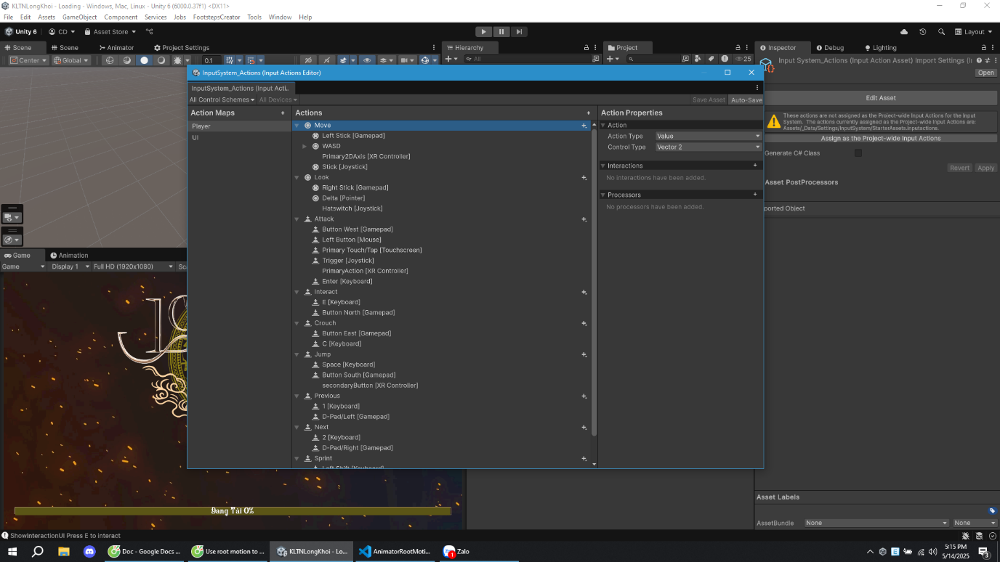 KLTNLongKhoi - Loading - Windows, Mac, Linux - Unity 6 (6000.0.37f1) <DX11>
File Edit Assets GameObject Component Services Jobs FootstepsCreator Tools Window Help
Unity 6 CD Asset Store Layout
Scene Scene Animator Project Settings Hierarchy Project Inspector Debug Lighting
Center Global 0.1 All 25
InputSystem_Actions (Input Action Asset) Import Settings (I
Open
InputSystem_Actions (Input Actions Editor)
InputSystem_Actions (Input Acti..
All Control Schemes All Devices Save Asset Auto-Save
Edit Asset
Action Maps Actions Action Properties
These actions are not assigned as the Project-wide Input Actions for the Input
System. The actions currently assigned as the Project-wide Input Actions are:
Assets/_Data/Settings/InputSystem/StarterAssets.inputactions.
Assign as the Project-wide Input Actions
Generate C# Class
Revert Apply
Asset PostProcessors
ported Object
Player
UI
Move
Left Stick [Gamepad]
WASD
Primary2DAxis [XR Controller]
Stick [Joystick]
Look
Right Stick [Gamepad]
Delta [Pointer]
Hatswitch [Joystick]
Attack
Button West [Gamepad]
Left Button [Mouse]
Primary Touch/Tap [Touchscreen]
Trigger [Joystick]
PrimaryAction [XR Controller]
Enter [Keyboard]
Interact
E [Keyboard]
Button North [Gamepad]
Crouch
Button East [Gamepad]
C [Keyboard]
Jump
Space [Keyboard]
Button South [Gamepad]
secondaryButton [XR Controller]
Previous
1 [Keyboard]
D-Pad/Left [Gamepad]
Next
2 [Keyboard]
D-Pad/Right [Gamepad]
Sprint
Left Shift [Keyboard]
Action
Action Type Value
Control Type Vector 2
Interactions
No interactions have been added.
Processors
No processors have been added.
Game Animation
Game Display 1 Full HD (1920x1080) Sca
Đang Tải 0%
Asset Labels
AssetBundle None None
ShowInteractionUI Press E to interact
Doc - Google Docs ... Use root motion to ... KLTNLongKhoi - Lo... AnimatorRootMoti... 1 Zalo
5:15 PM
5/14/2025
3